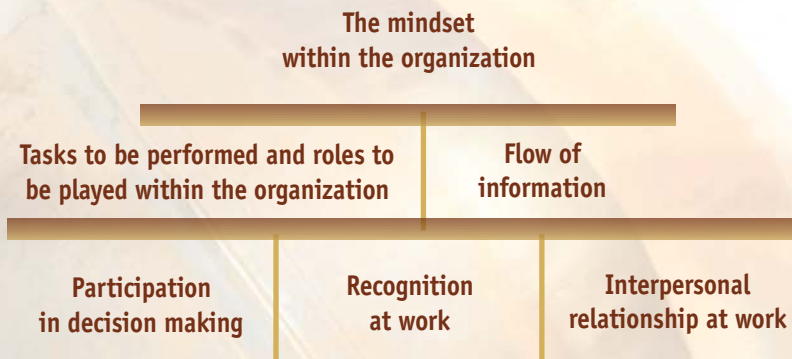 The mindset
within the organization
Tasks to be performed and roles to
be played within the organization
Flow of
information
Participation
in decision making
Recognition
at work
Interpersonal
relationship at work